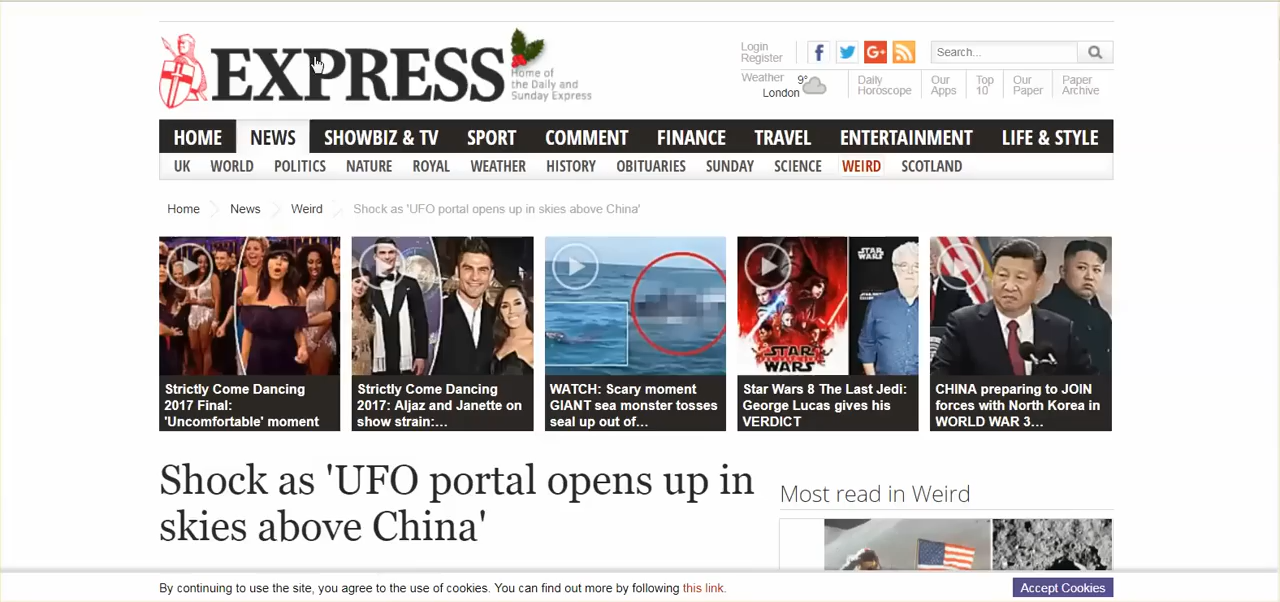 EXPRESS
Home of
the Daily and
Sunday Express
Login
Register
Search...
Weather
9°
London
Daily
Horoscope
Our
Apps
Top
10
Our
Paper
Paper
Archive
HOME NEWS SHOWBIZ & TV SPORT COMMENT FINANCE TRAVEL ENTERTAINMENT LIFE & STYLE
UK WORLD POLITICS NATURE ROYAL WEATHER HISTORY OBITUARIES SUNDAY SCIENCE WEIRD SCOTLAND
Home News Weird Shock as 'UFO portal opens up in skies above China'
Strictly Come Dancing
2017 Final:
'Uncomfortable' moment
Strictly Come Dancing
2017: Aljaz and Janette on
show strain:...
WATCH: Scary moment
GIANT sea monster tosses
seal up out of...
STAR
WARS
STAR
WARS
Star Wars 8 The Last Jedi:
George Lucas gives his
VERDICT
CHINA preparing to JOIN
forces with North Korea in
WORLD WAR 3...
Shock as 'UFO portal opens up in
skies above China'
Most read in Weird
By continuing to use the site, you agree to the use of cookies. You can find out more by following this link.
Accept Cookies